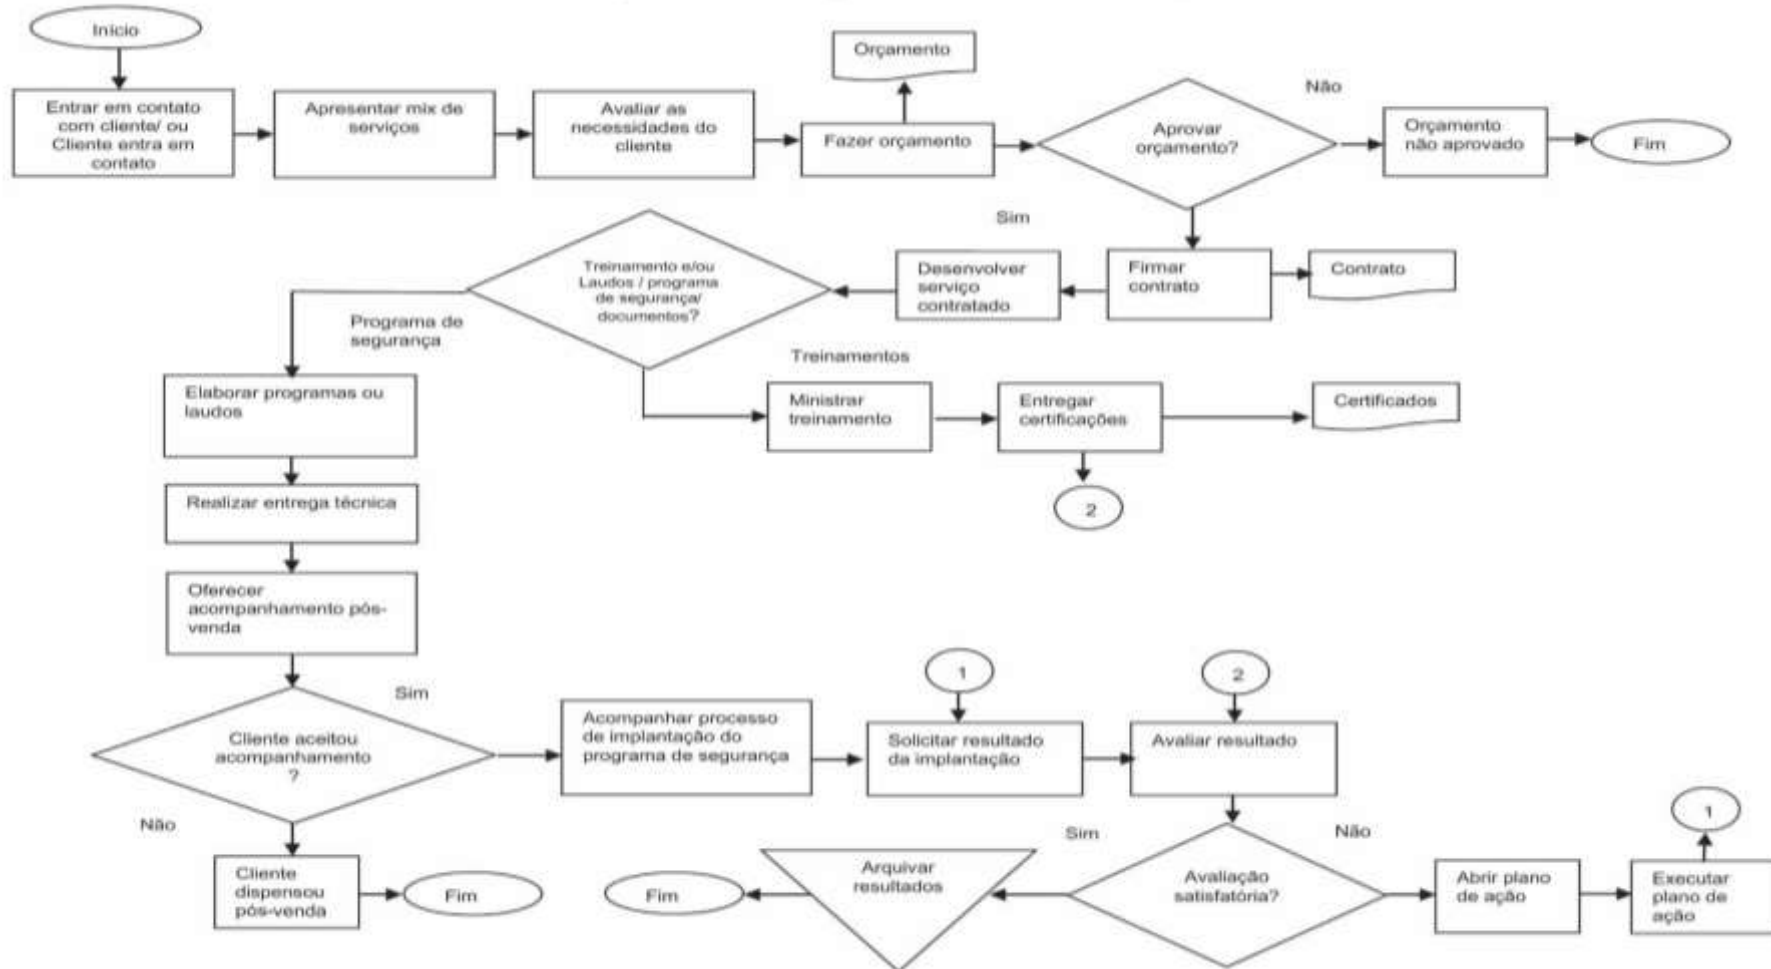 Início
Orçamento
Entrar em contato
com cliente/ ou
Cliente entra em
contato
Apresentar mix de
serviços
Avaliar as
necessidades do
cliente
Fazer orçamento
Aprovar
orçamento?
Não
Orçamento
não aprovado
Fim
Sim
Treinamento e/ou
Laudos / programa
de segurança/
documentos?
Desenvolver
serviço
contratado
Firmar
contrato
Contrato
Programa de
segurança
Treinamentos
Elaborar programas ou
laudos
Ministrar
treinamento
Entregar
certificações
Certificados
2
Realizar entrega técnica
Oferecer
acompanhamento pós-
venda
Sim
Cliente aceitou
acompanhamento
?
Acompanhar processo
de implantação do
programa de segurança
1
Solicitar resultado
da implantação
2
Avaliar resultado
Não
Cliente
dispensou
pós-venda
Fim
Fim
Arquivar
resultados
Sim
Avaliação
satisfatória?
Não
Abrir plano
de ação
Executar
plano de
ação
1